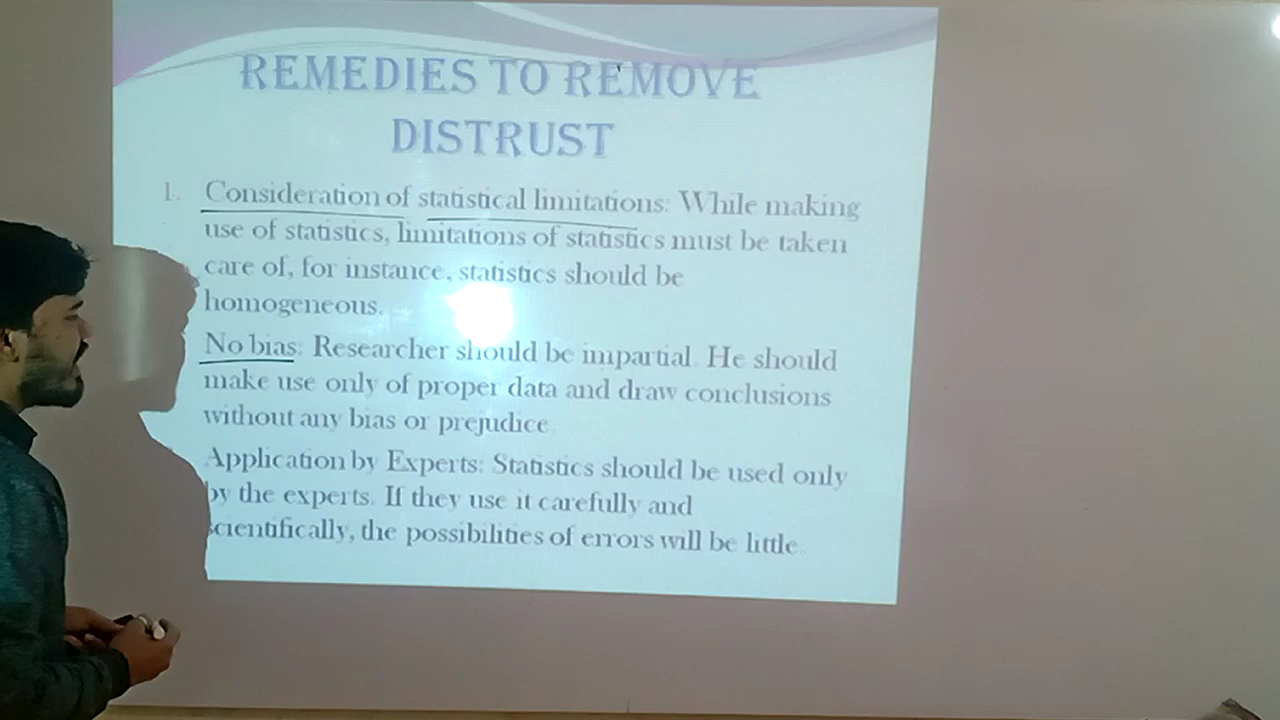 REMEDIES TO REMOVE
DISTRUST
1. Consideration of statistical limitations: While making
use of statistics, limitations of statistics must be taken
care of, for instance, statistics should be
homogeneous.
No bias: Researcher should be impartial. He should
make use only of proper data and draw conclusions
without any bias or prejudice.
Application by Experts: Statistics should be used only
by the experts. If they use it carefully and
scientifically, the possibilities of errors will be little.